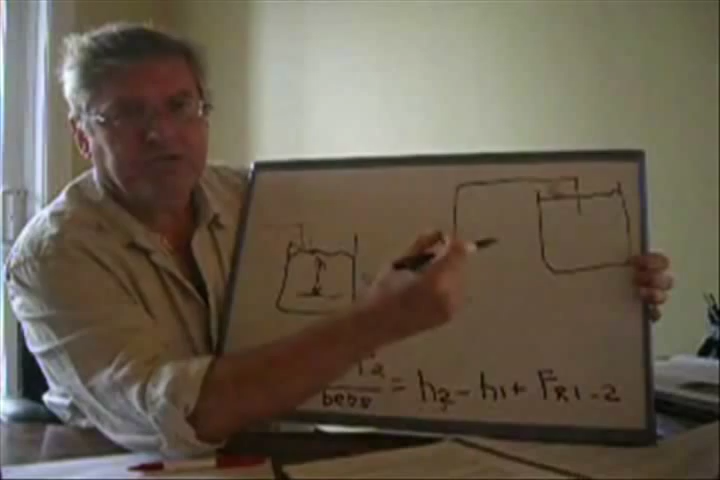 = h2 - h1 + FR1-2